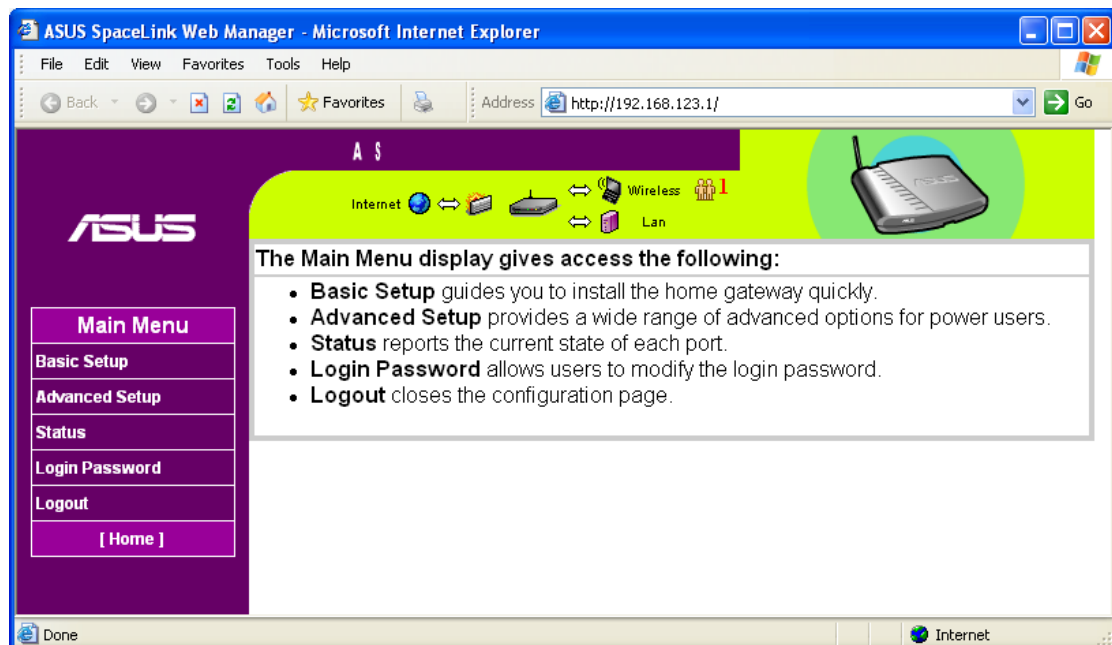 ASUS SpaceLink Web Manager - Microsoft Internet Explorer
File Edit View Favorites Tools Help
Back Favorites Address http://192.168.123.1/ Go
A S
Internet Wireless 1
Lan
ASUS
ASUS
The Main Menu display gives access the following:
• Basic Setup guides you to install the home gateway quickly.
• Advanced Setup provides a wide range of advanced options for power users.
• Status reports the current state of each port.
• Login Password allows users to modify the login password.
• Logout closes the configuration page.
Main Menu
Basic Setup
Advanced Setup
Status
Login Password
Logout
[ Home ]
Done Internet